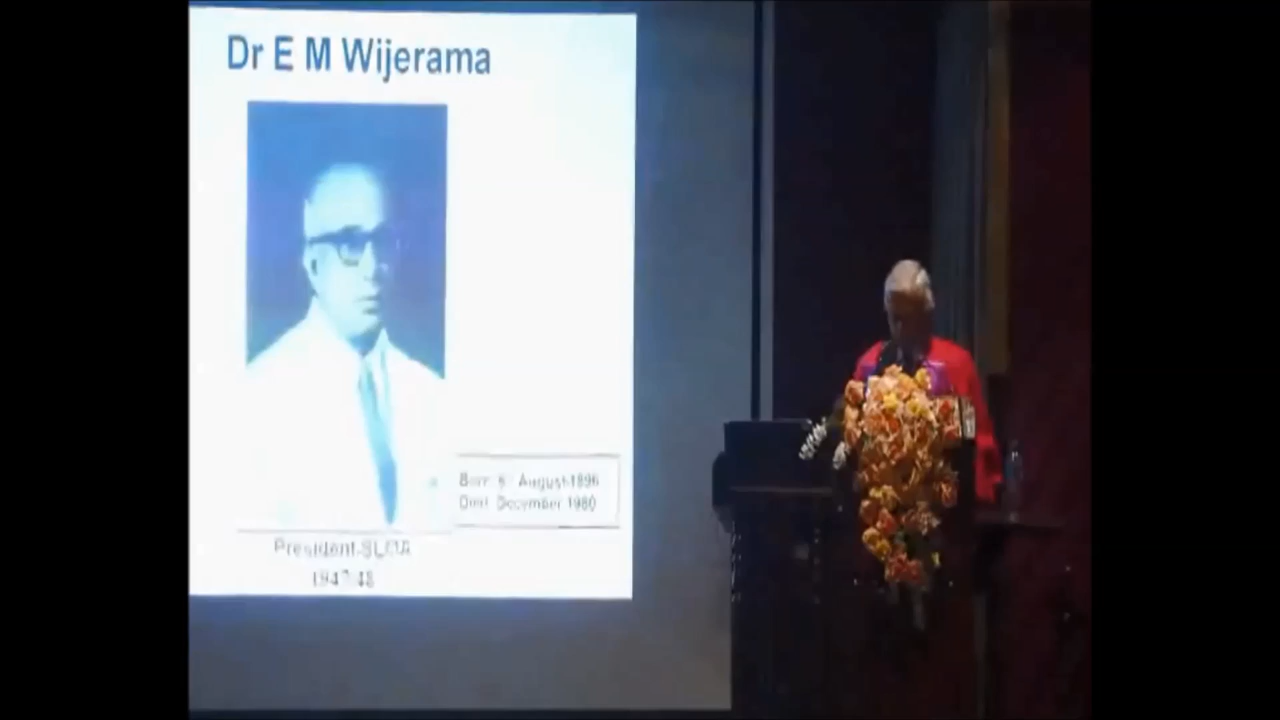 Dr E M Wijerama
Born: 6 August-1896
Died: December 1980
President-SLMA
1947/48